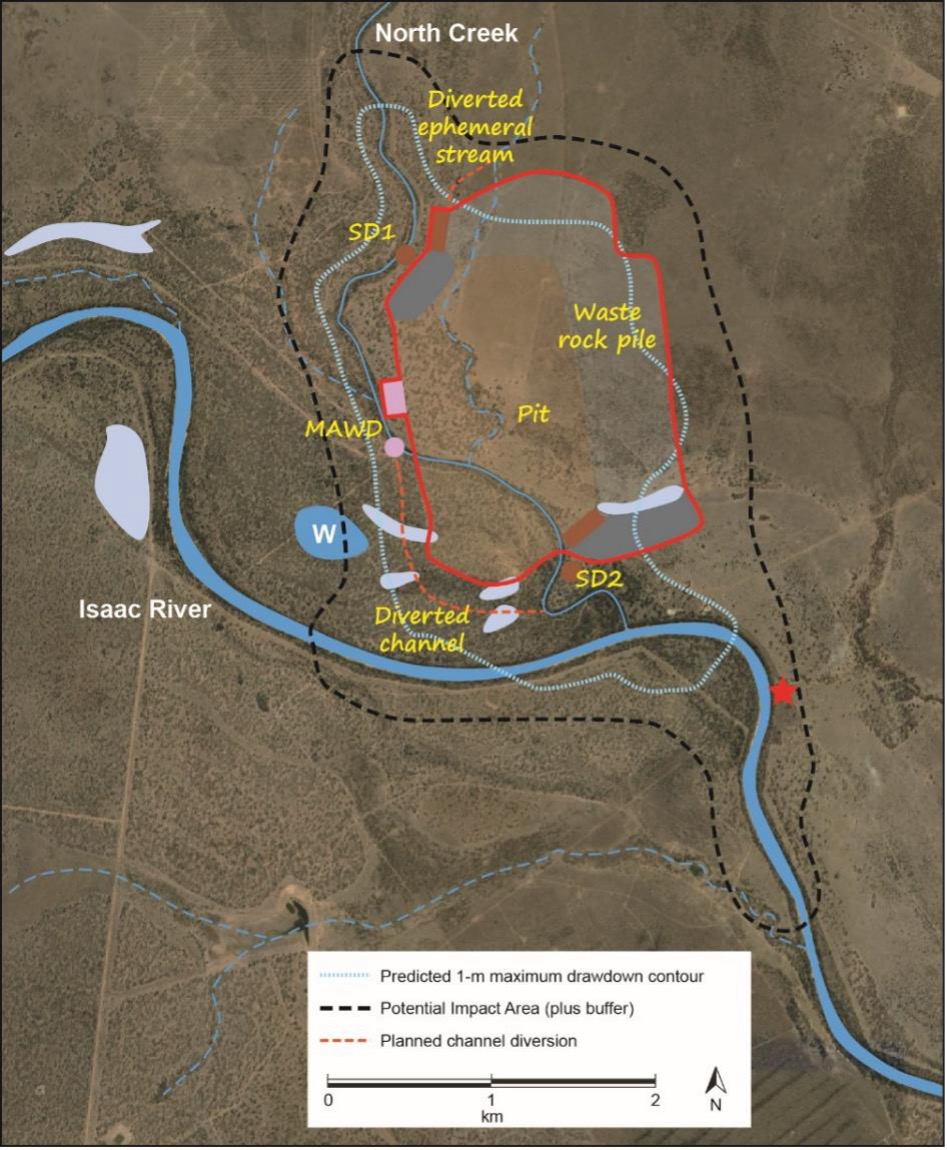 North Creek
Diverted
ephemeral
stream
SD1
Waste
rock pile
Pit
MAWD
W
SD2
Isaac River
Diverted
channel
Predicted 1-m maximum drawdown contour
Potential Impact Area (plus buffer)
Planned channel diversion
0 1 2
km
N